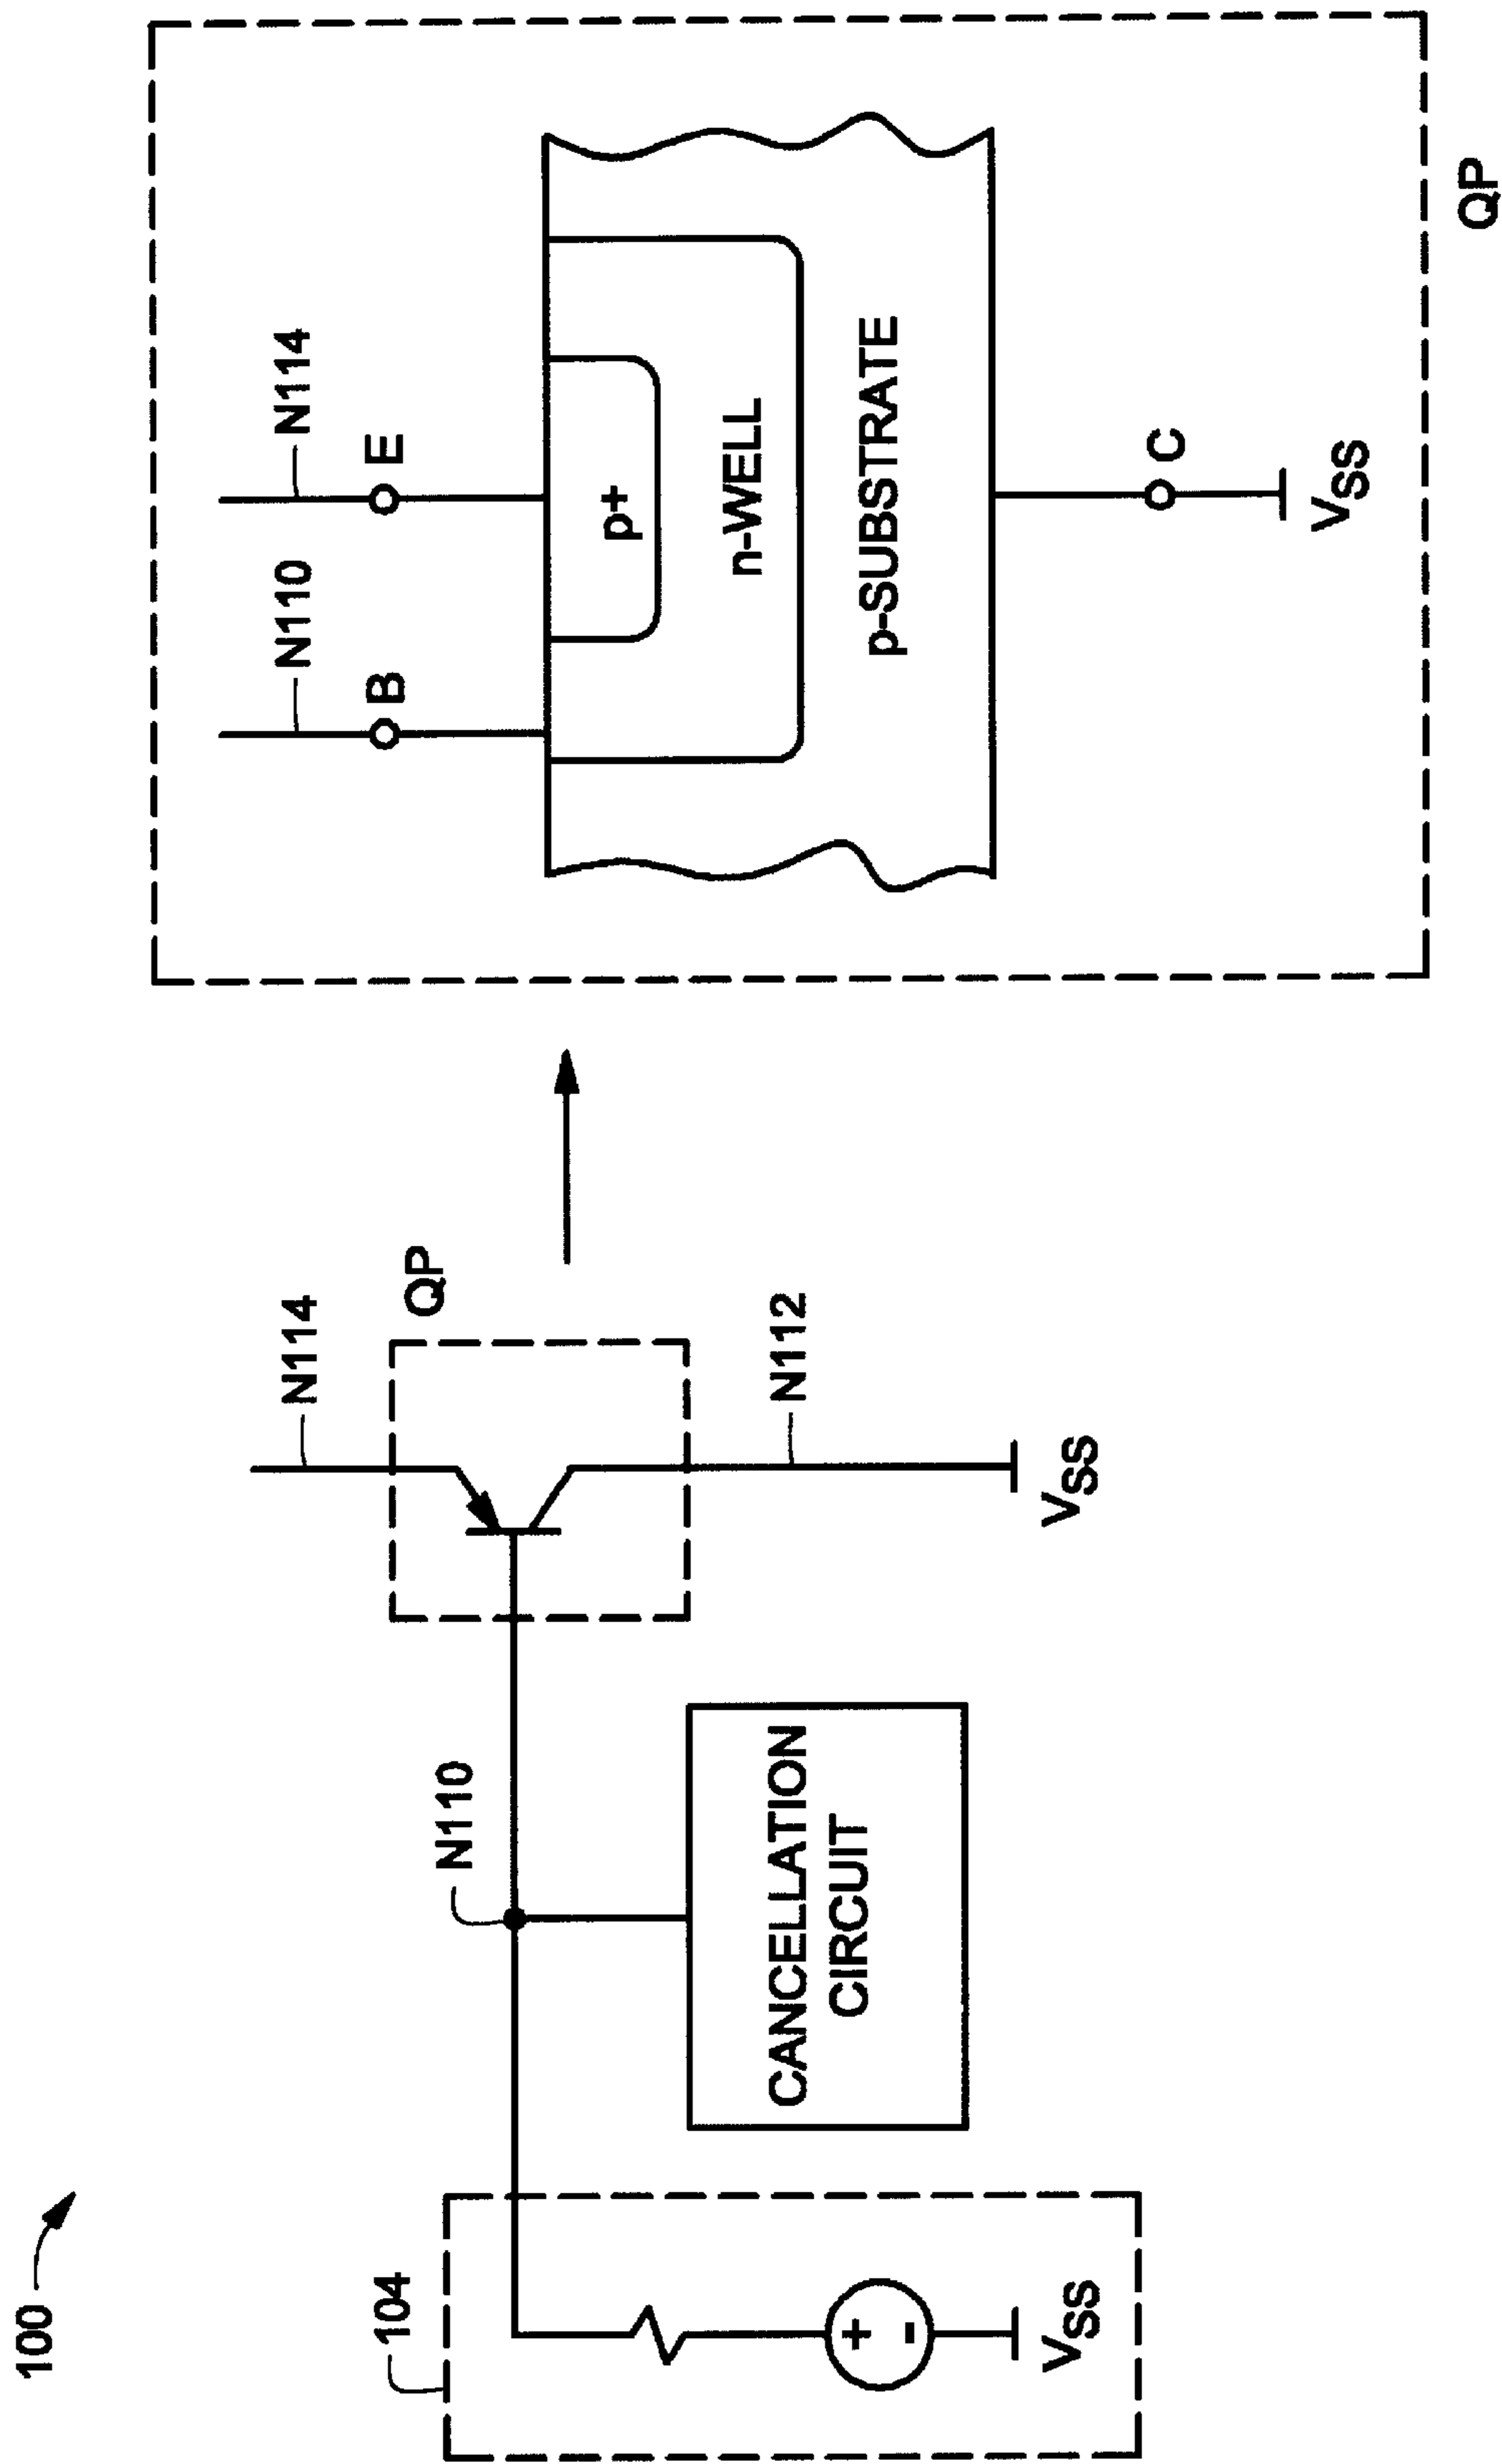 100
104
VSS
+
-
CANCELLATION
CIRCUIT
N110
N114
QP
N112
VSS
N110
N114
B
E
p+
n-WELL
p-SUBSTRATE
C
VSS
QP